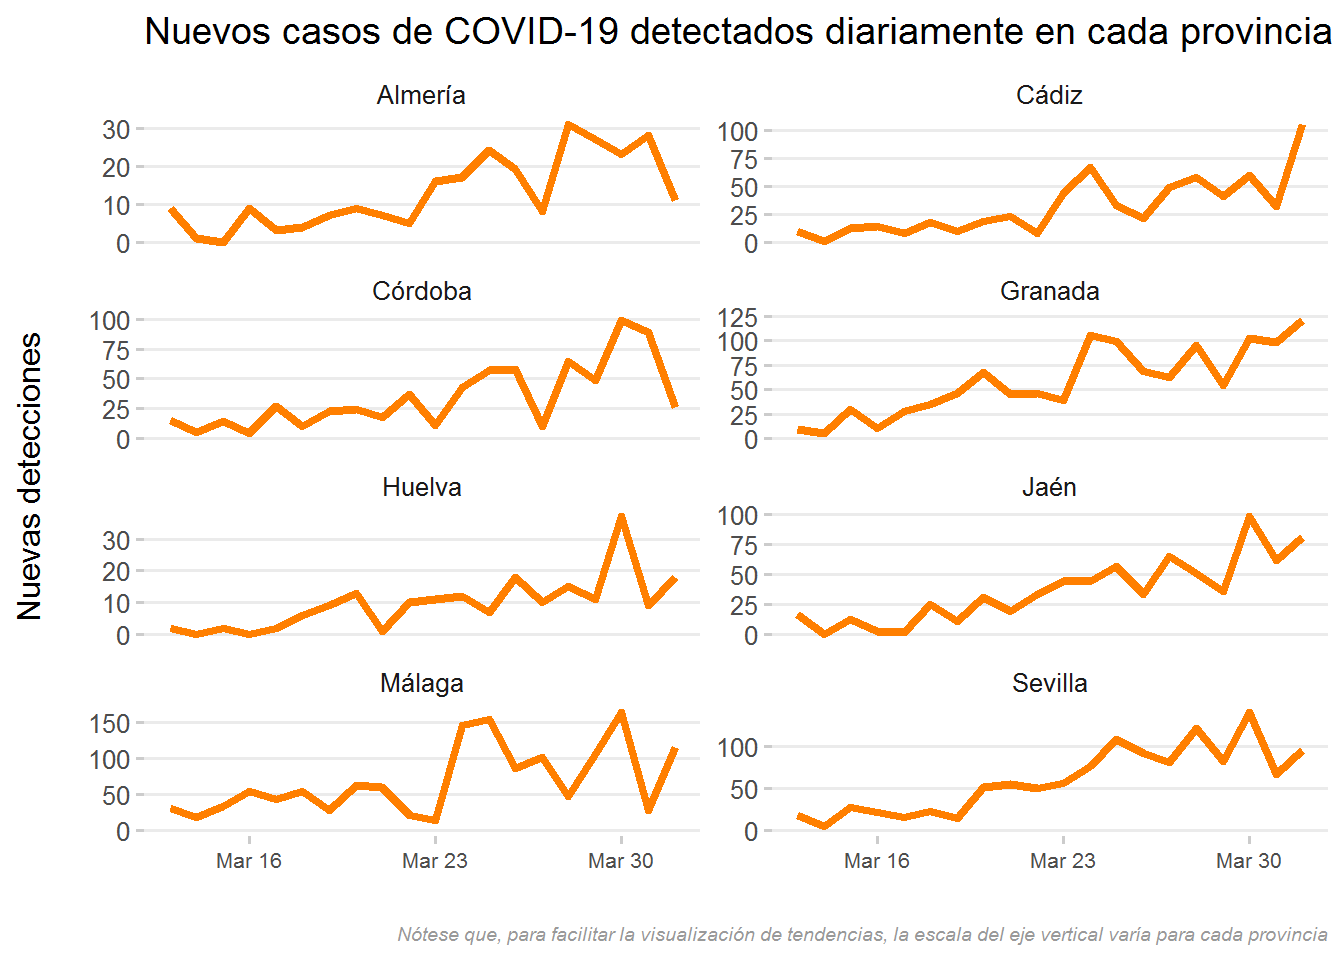 Nuevos casos de COVID-19 detectados diariamente en cada provincia
Nuevas detecciones
Almería
30
20
10
0
Cádiz
100
75
50
25
0
Córdoba
100
75
50
25
0
Granada
125
100
75
50
25
0
Huelva
30
20
10
0
Jaén
100
75
50
25
0
Málaga
150
100
50
0
Sevilla
100
50
0
Mar 16 Mar 23 Mar 30
Mar 16 Mar 23 Mar 30
Nótese que, para facilitar la visualización de tendencias, la escala del eje vertical varía para cada provincia